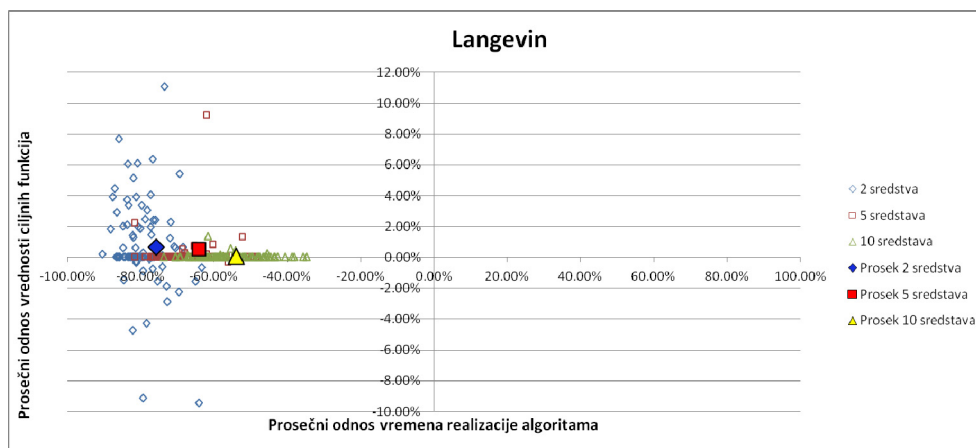 Langevin
Prosečni odnos vrednosti ciljnih funkcija
12.00%
10.00%
8.00%
6.00%
4.00%
2.00%
0.00%
-100.00% -80.00% -60.00% -40.00% -20.00% 0.00% 20.00% 40.00% 60.00% 80.00% 100.00%
-2.00%
-4.00%
-6.00%
-8.00%
-10.00%
Prosečni odnos vremena realizacije algoritama
2 sredstva
5 sredstava
10 sredstava
Prosek 2 sredstva
Prosek 5 sredstava
Prosek 10 sredstava